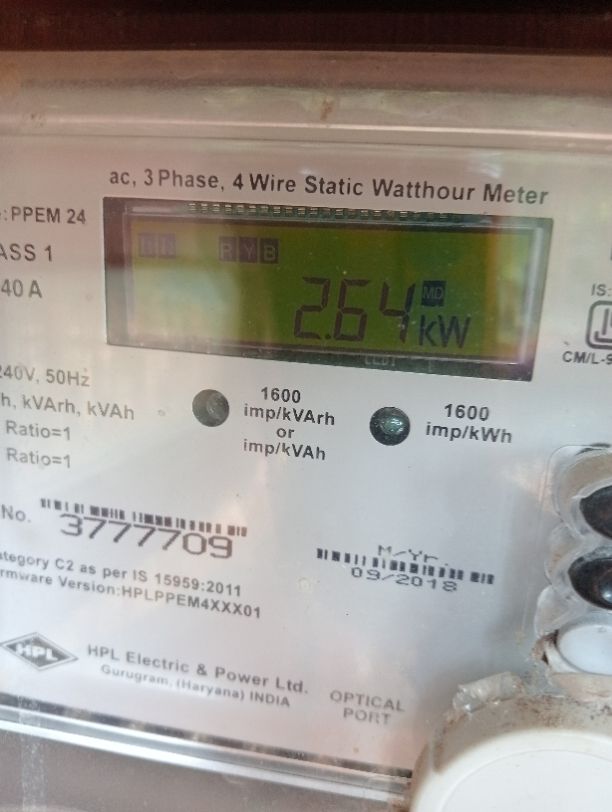 ac, 3 Phase, 4 Wire Static Watthour Meter
: PPEM 24
ASS 1
40 A
R Y B
2.64 MD kW
IS:
CM/L-9
240V, 50Hz
h, kVArh, kVAh
Ratio=1
Ratio=1
1600
imp/kVArh
or
imp/kVAh
1600
imp/kWh
No.
3777709
M/Yr.
09/2018
ategory C2 as per IS 15959:2011
rmware Version:HPLPPEM4XXX01
HPL
HPL Electric & Power Ltd.
Gurugram, (Haryana) INDIA
OPTICAL
PORT